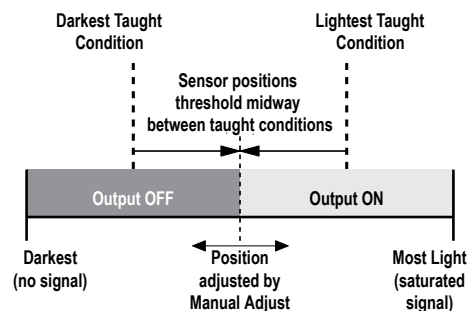 Darkest Taught
Condition
Lightest Taught
Condition
Sensor positions
threshold midway
between taught conditions
Output OFF
Output ON
Darkest
(no signal)
Position
adjusted by
Manual Adjust
Most Light
(saturated
signal)